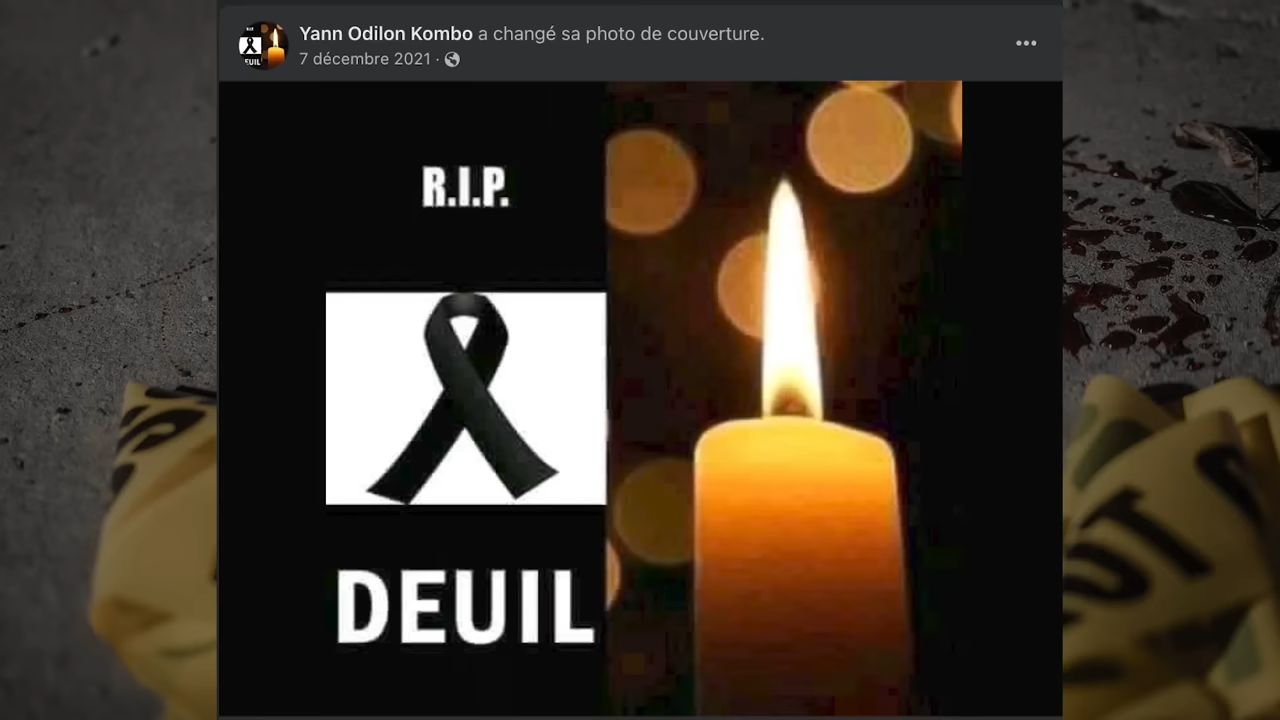 Yann Odilon Kombo a changé sa photo de couverture.
7 décembre 2021 ·
R.I.P.
DEUIL